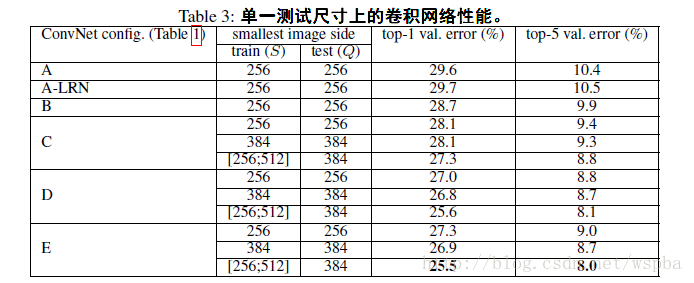 Table 3: 单一测试尺寸上的卷积网络性能。
ConvNet config. (Table 1) smallest image side top-1 val. error (%) top-5 val. error (%)
train (S) test (Q)
A 256 256 29.6 10.4
A-LRN 256 256 29.7 10.5
B 256 256 28.7 9.9
256 256 28.1 9.4
C 384 384 28.1 9.3
[256;512] 384 27.3 8.8
256 256 27.0 8.8
D 384 384 26.8 8.7
[256;512] 384 25.6 8.1
256 256 27.3 9.0
E 384 384 26.9 8.7
[256;512] 384 25.5 8.0
http://blog.csdn.net/wspba